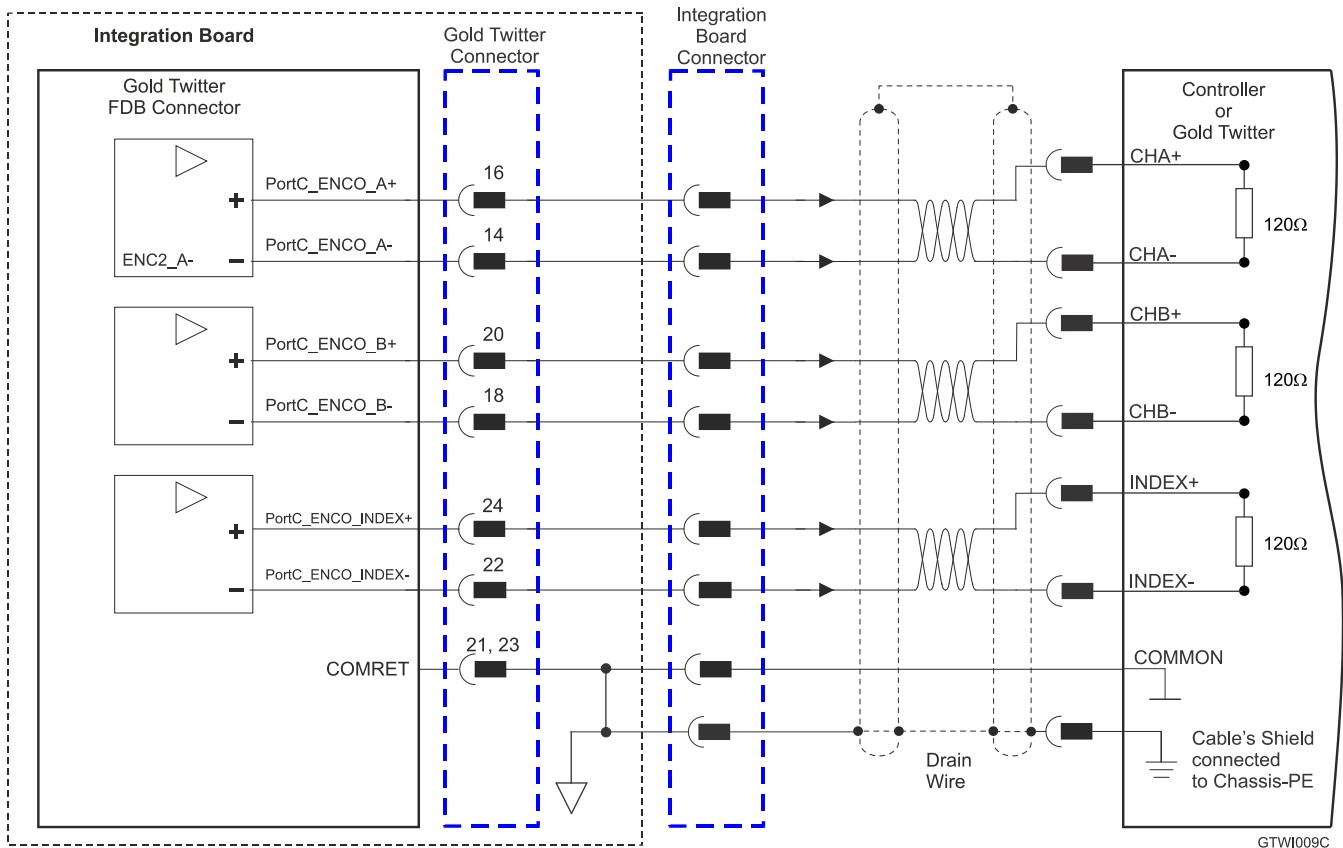 Integration Board
Gold Twitter
Connector
Integration
Board
Connector
Gold Twitter
FDB Connector
Controller
or
Gold Twitter
PortC_ENCO_A+
16
CHA+
+
120Ω
PortC_ENCO_A-
14
ENC2_A-
−
CHA-
PortC_ENCO_B+
20
CHB+
+
120Ω
PortC_ENCO_B-
18
−
CHB-
PortC_ENCO_INDEX+
24
INDEX+
+
120Ω
PortC_ENCO_INDEX-
22
−
INDEX-
COMRET
21, 23
COMMON
Drain
Wire
Cable's Shield
connected
to Chassis-PE
GTWI009C